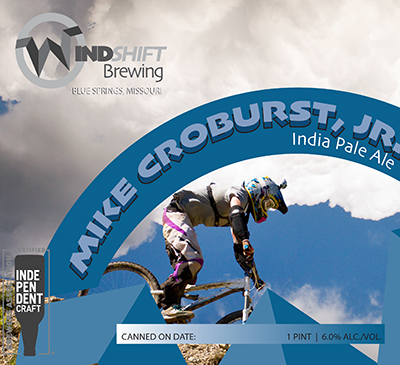 WINDSHIFT
Brewing
BLUE SPRINGS, MISSOURI
MIKE CROBURST, JR.
India Pale Ale
CERTIFIED
INDE
PEN
DENT
CRAFT
CANNED ON DATE: 1 PINT | 6.0% ALC./VOL.